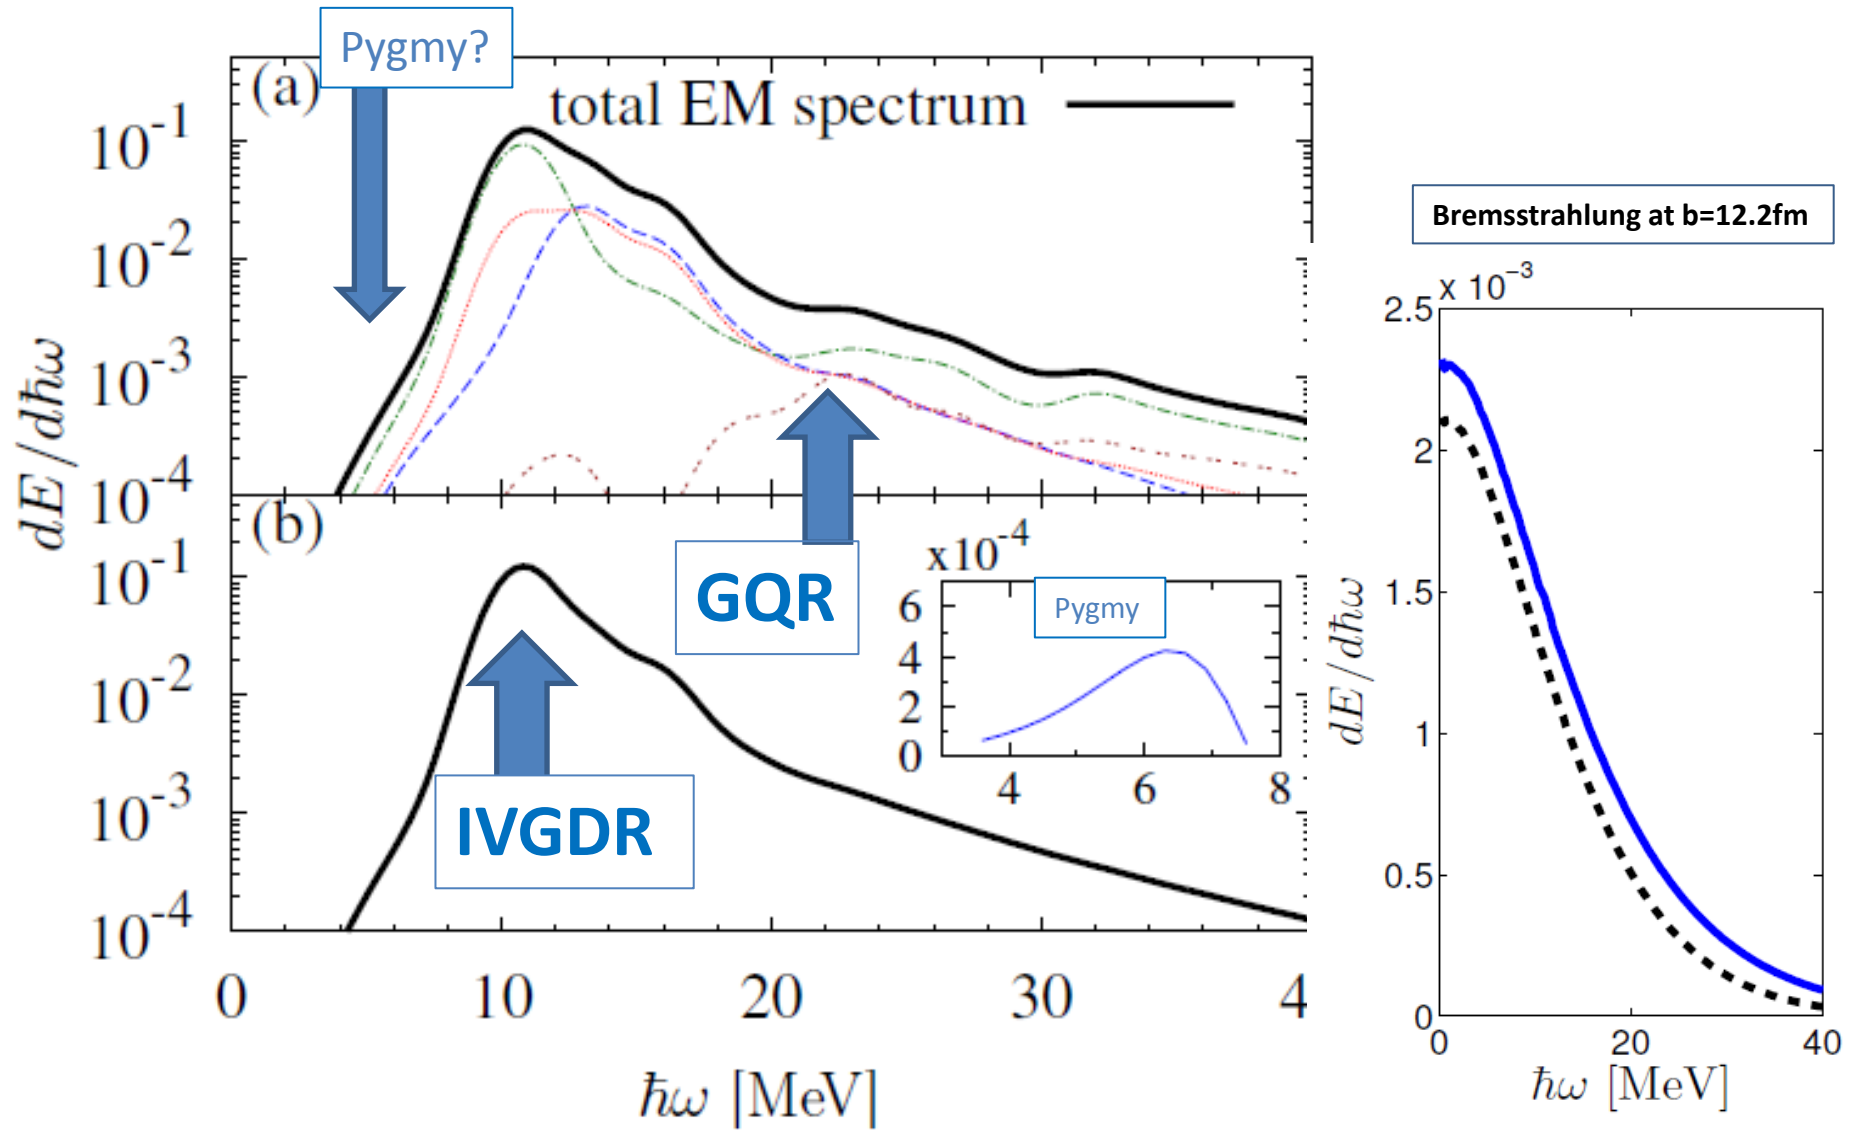 Pygmy?
(a)
total EM spectrum
10⁻¹
10⁻²
10⁻³
10⁻⁴
dE/dħω
GQR
(b)
10⁻¹
10⁻²
10⁻³
10⁻⁴
IVGDR
x10⁻⁴
Pygmy
6
4
2
0
4 6 8
0 10 20 30 4
ħω [MeV]
Bremsstrahlung at b=12.2fm
x 10⁻³
2.5
2
1.5
1
0.5
0
dE/dħω
0 20 40
ħω [MeV]